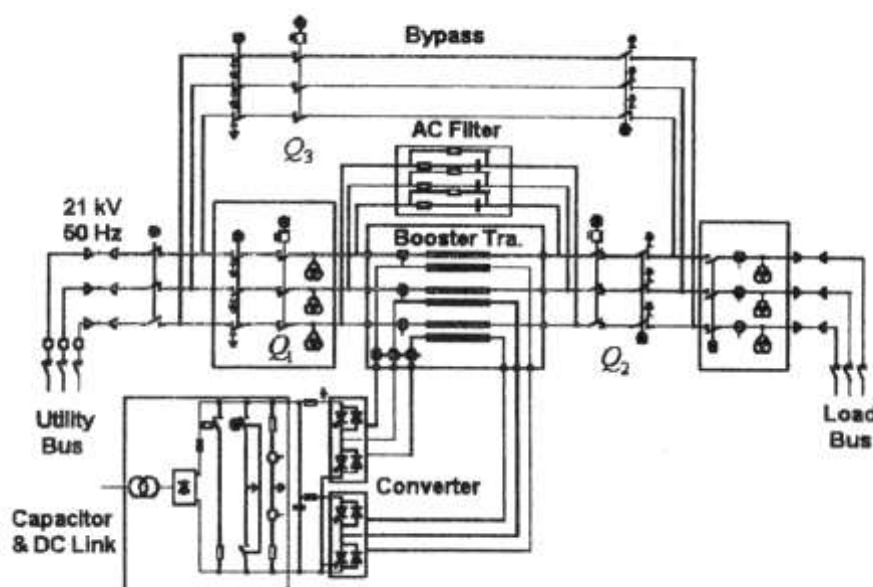 Bypass
Q3
AC Filter
21 kV
50 Hz
Booster Tra.
Q1
Q2
Utility
Bus
Load
Bus
Converter
Capacitor
& DC Link